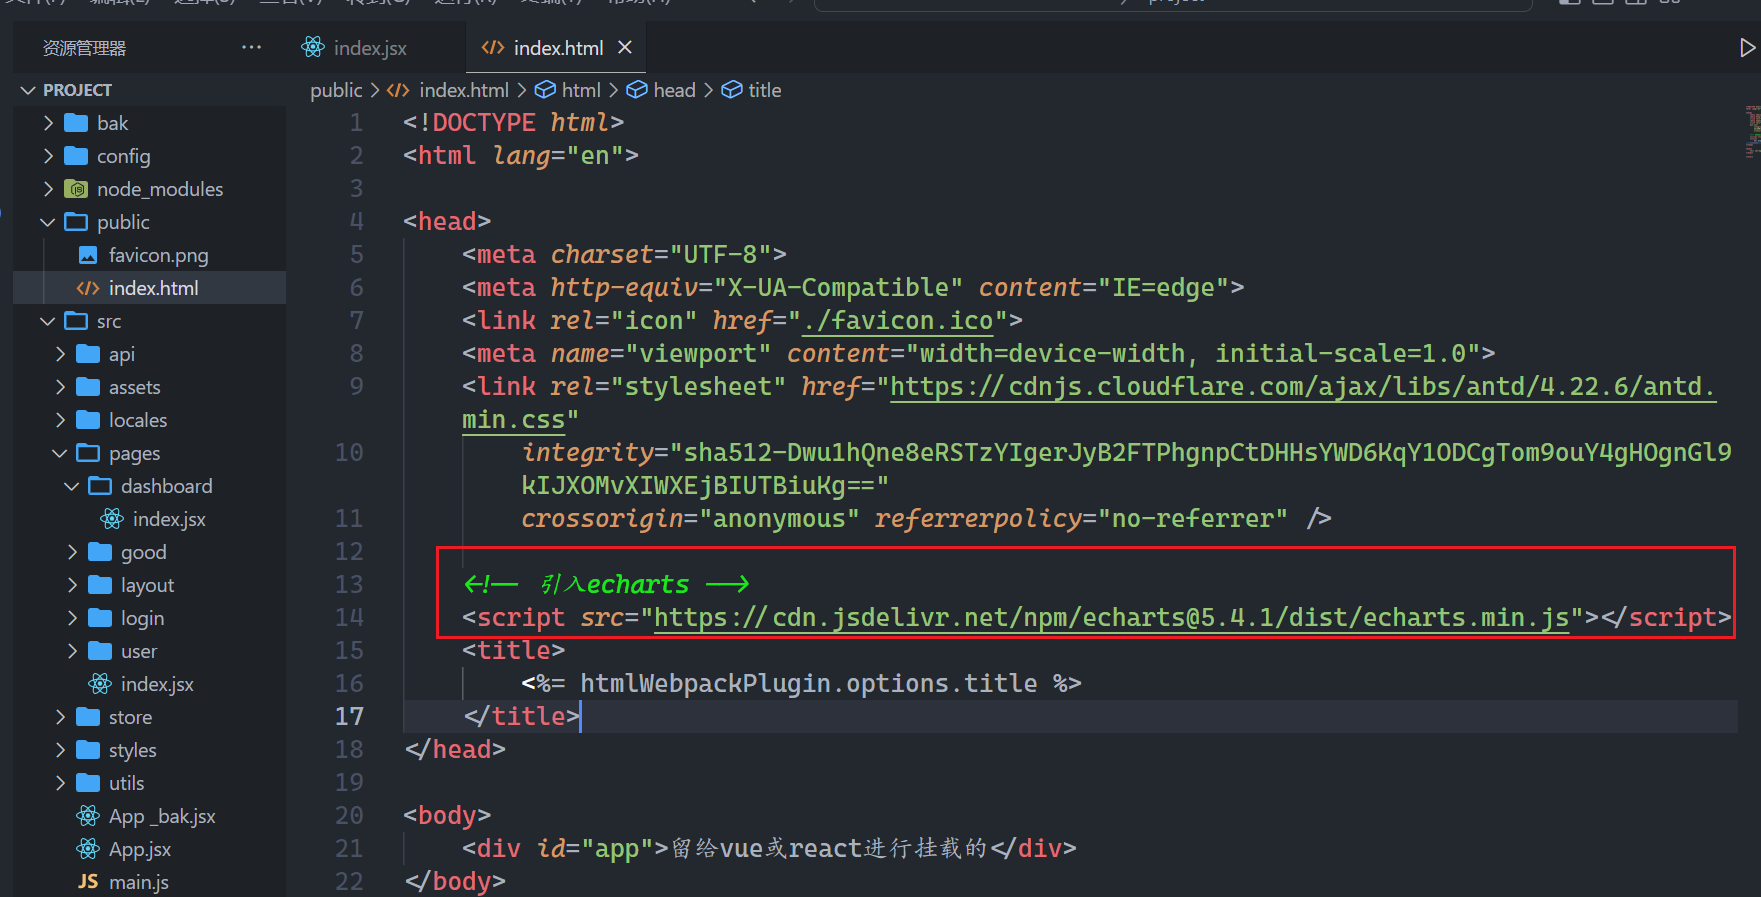 project
资源管理器 ···
index.jsx
index.html
PROJECT
bak
config
node_modules
public
favicon.png
index.html
src
api
assets
locales
pages
dashboard
index.jsx
good
layout
login
user
index.jsx
store
styles
utils
App _bak.jsx
App.jsx
JS main.js
public > index.html > html > head > title
1 <!DOCTYPE html>
2 <html lang="en">
3
4 <head>
5 <meta charset="UTF-8">
6 <meta http-equiv="X-UA-Compatible" content="IE=edge">
7 <link rel="icon" href="./favicon.ico">
8 <meta name="viewport" content="width=device-width, initial-scale=1.0">
9 <link rel="stylesheet" href="https://cdnjs.cloudflare.com/ajax/libs/antd/4.22.6/antd.
min.css"
10 integrity="sha512-Dwu1hQne8eRSTzYIgerJyB2FTPhgnpCtDHHsYWD6KqY1ODCgTom9ouY4gHOgnGl9
kIJXOMvXIWXEjBIUTBiuKg=="
11 crossorigin="anonymous" referrerpolicy="no-referrer" />
12
13 <!-- 引入echarts -->
14 <script src="https://cdn.jsdelivr.net/npm/echarts@5.4.1/dist/echarts.min.js"></script>
15 <title>
16 <%= htmlWebpackPlugin.options.title %>
17 </title>
18 </head>
19
20 <body>
21 <div id="app">留给vue或react进行挂载的</div>
22 </body>